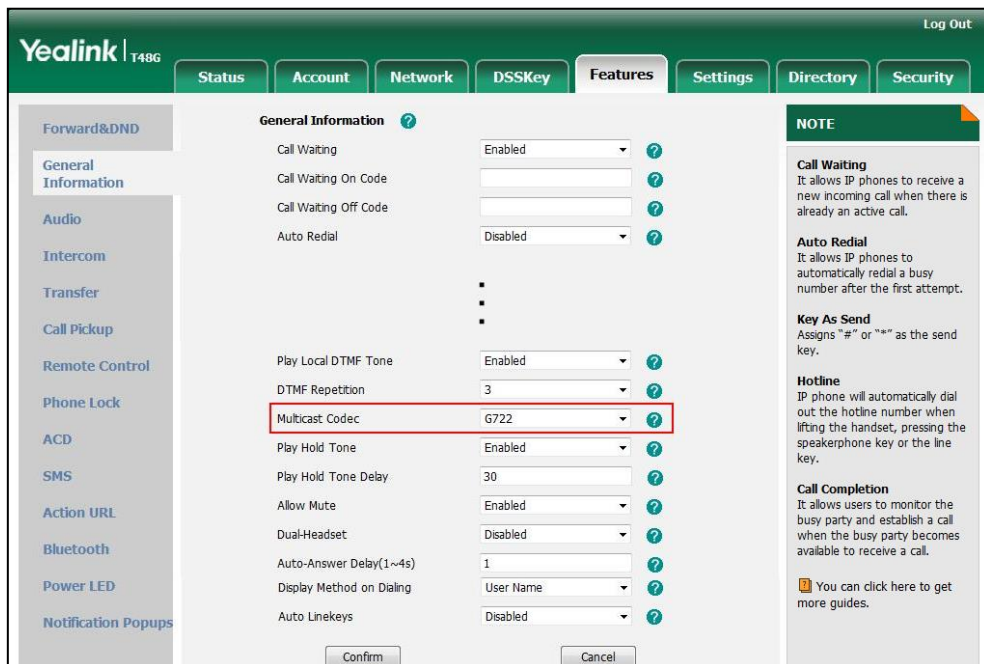 Log Out
Yealink T48G
Status Account Network DSSKey Features Settings Directory Security
Forward&DND
General
Information
Audio
Intercom
Transfer
Call Pickup
Remote Control
Phone Lock
ACD
SMS
Action URL
Bluetooth
Power LED
Notification Popups
General Information ?
Call Waiting Enabled ?
Call Waiting On Code ?
Call Waiting Off Code ?
Auto Redial Disabled ?
Play Local DTMF Tone Enabled ?
DTMF Repetition 3 ?
Multicast Codec G722 ?
Play Hold Tone Enabled ?
Play Hold Tone Delay 30 ?
Allow Mute Enabled ?
Dual-Headset Disabled ?
Auto-Answer Delay(1~4s) 1 ?
Display Method on Dialing User Name ?
Auto Linekeys Disabled ?
Confirm Cancel
NOTE
Call Waiting
It allows IP phones to receive a
new incoming call when there is
already an active call.
Auto Redial
It allows IP phones to
automatically redial a busy
number after the first attempt.
Key As Send
Assigns "#" or "*" as the send
key.
Hotline
IP phone will automatically dial
out the hotline number when
lifting the handset, pressing the
speakerphone key or the line
key.
Call Completion
It allows users to monitor the
busy party and establish a call
when the busy party becomes
available to receive a call.
? You can click here to get
more guides.